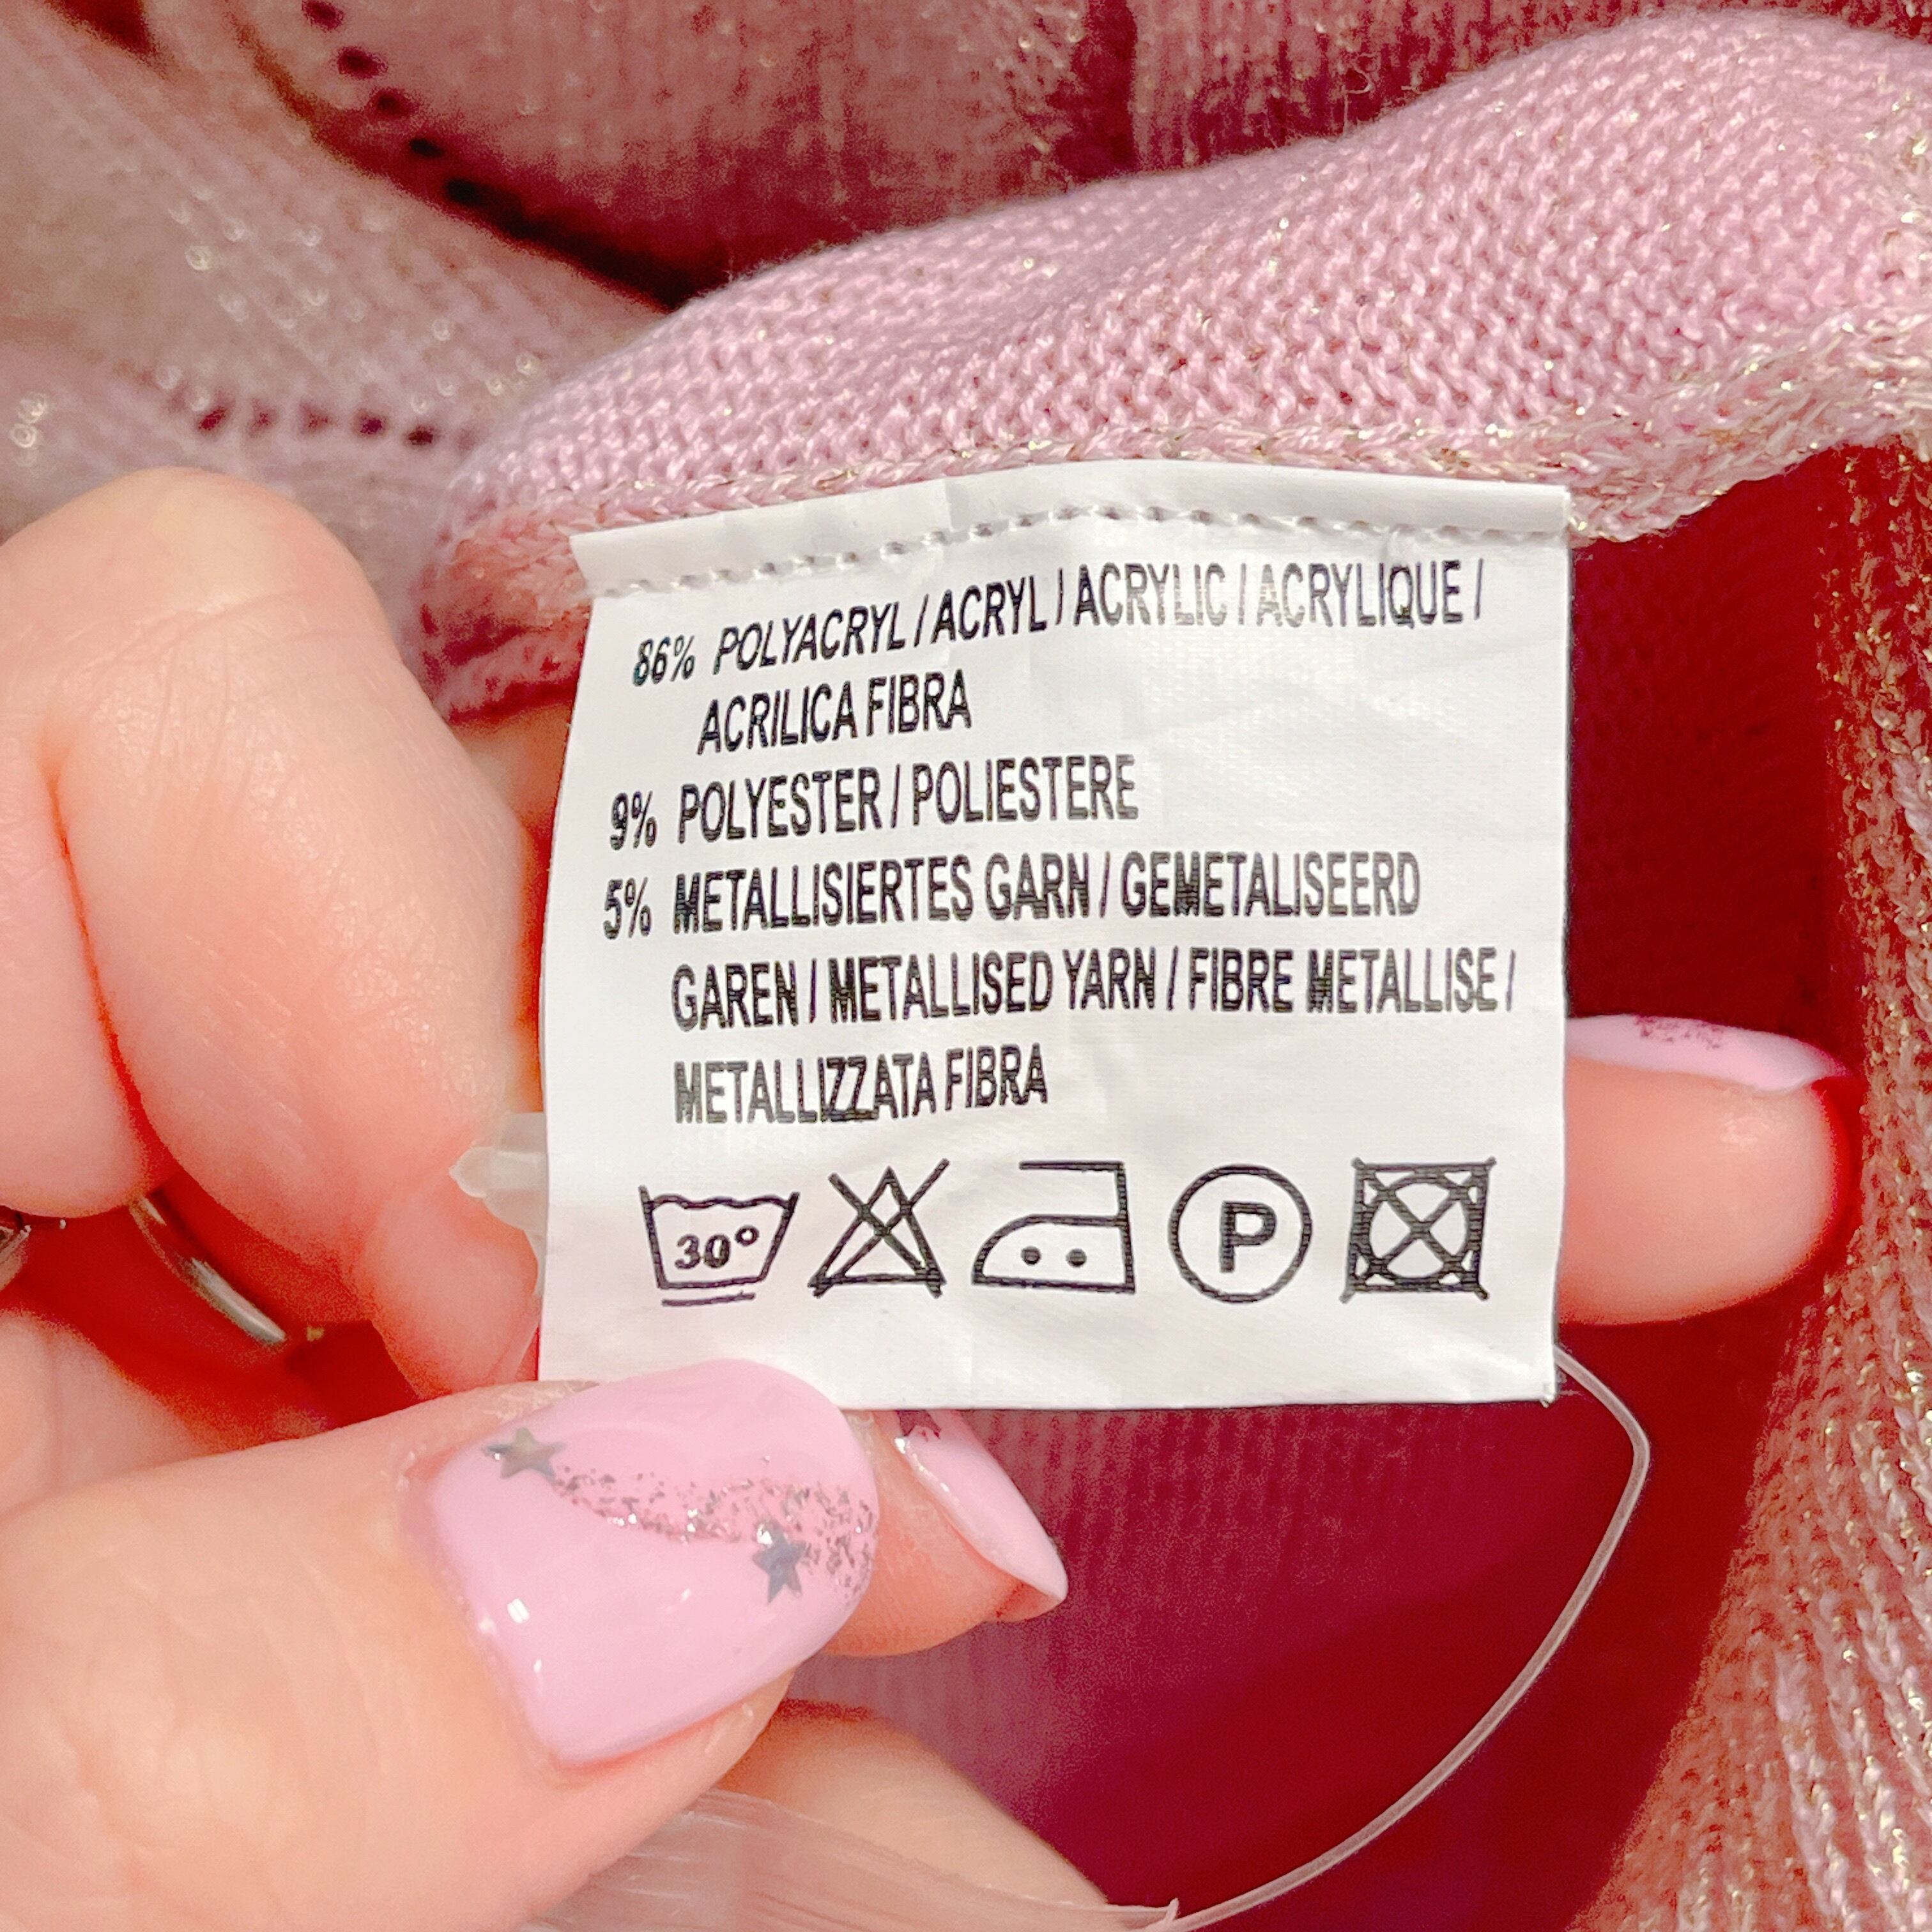 86% POLYACRYL / ACRYL / ACRYLIC / ACRYLIQUE /
ACRILICA FIBRA
9% POLYESTER / POLIESTERE
5% METALLISIERTES GARN / GEMETALISEERD
GAREN / METALLISED YARN / FIBRE METALLISE /
METALLIZZATA FIBRA
30° P